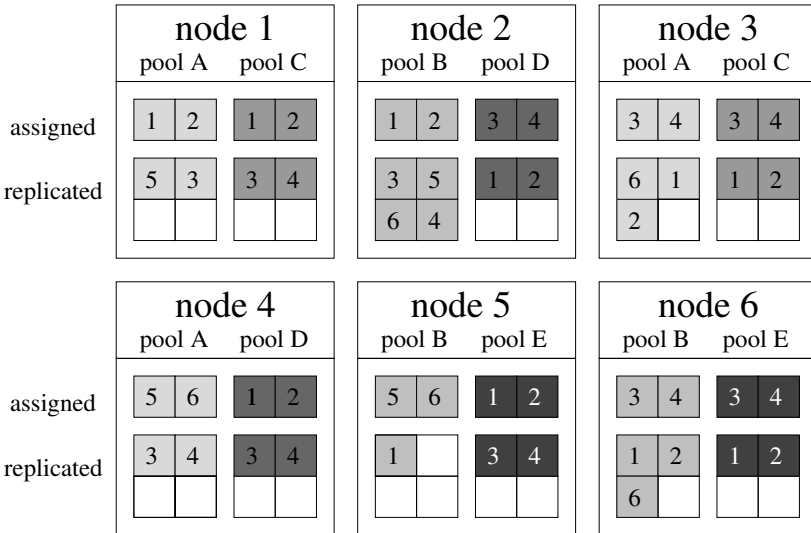 node 1
pool A pool C
node 2
pool B pool D
node 3
pool A pool C
assigned 1 2 1 2 1 2 3 4 3 4 3 4
replicated 5 3 3 4 3 5 1 2 6 1 1 2
6 4 2
node 4
pool A pool D
node 5
pool B pool E
node 6
pool B pool E
assigned 5 6 1 2 5 6 1 2 3 4 3 4
replicated 3 4 3 4 1 3 4 1 2 1 2
6